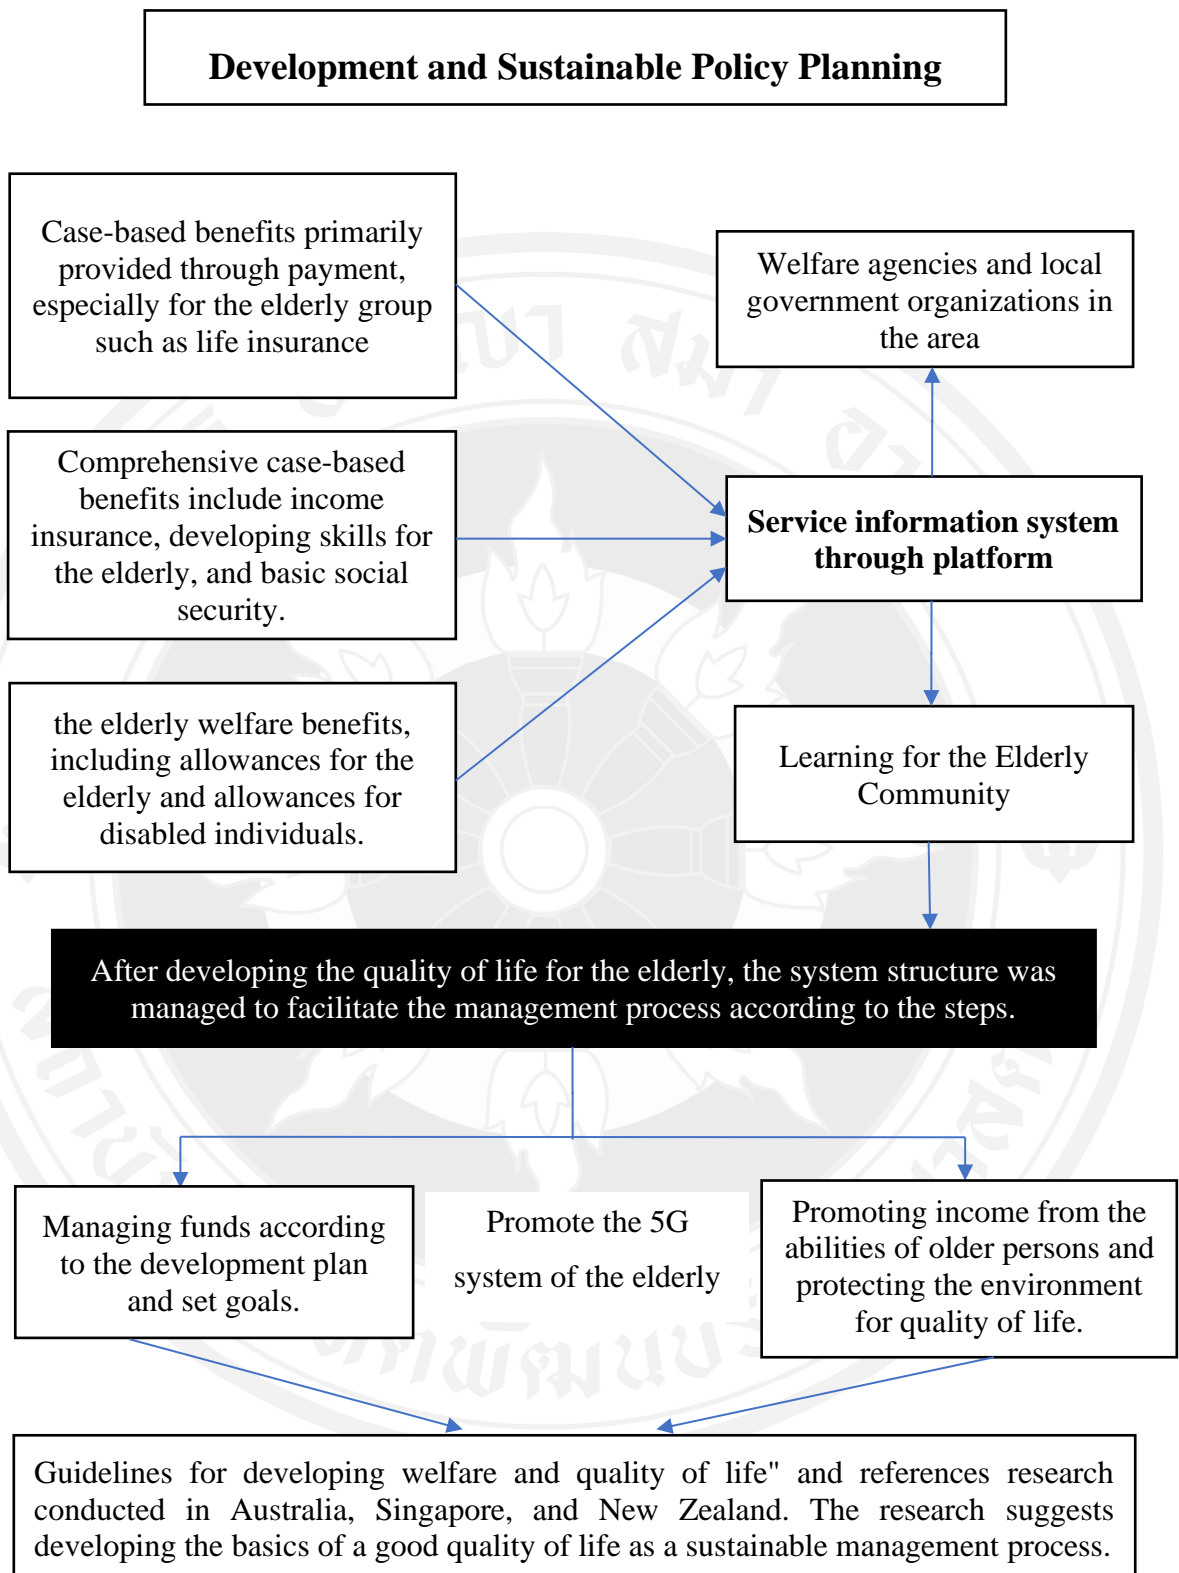 Development and Sustainable Policy Planning
Case-based benefits primarily
provided through payment,
especially for the elderly group
such as life insurance
Welfare agencies and local
government organizations in
the area
Comprehensive case-based
benefits include income
insurance, developing skills for
the elderly, and basic social
security.
Service information system
through platform
the elderly welfare benefits,
including allowances for the
elderly and allowances for
disabled individuals.
Learning for the Elderly
Community
After developing the quality of life for the elderly, the system structure was
managed to facilitate the management process according to the steps.
Managing funds according
to the development plan
and set goals.
Promote the 5G
system of the elderly
Promoting income from the
abilities of older persons and
protecting the environment
for quality of life.
Guidelines for developing welfare and quality of life" and references research
conducted in Australia, Singapore, and New Zealand. The research suggests
developing the basics of a good quality of life as a sustainable management process.